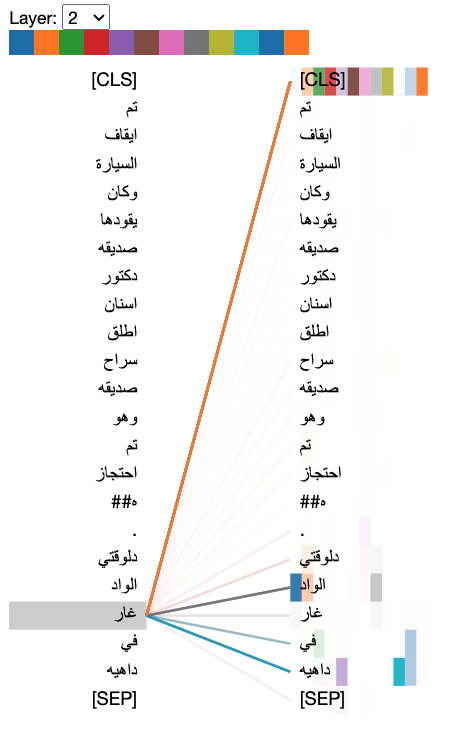 Layer: 2
[CLS] [CLS]
تم تم
ايقاف ايقاف
السيارة السيارة
وكان وكان
يقودها يقودها
صديقه صديقه
دكتور دكتور
اسنان اسنان
اطلق اطلق
سراح سراح
صديقه صديقه
وهو وهو
تم تم
احتجاز احتجاز
##ه ##ه
. .
دلوقتي دلوقتي
الواد الواد
غار غار
في في
داهيه داهيه
[SEP] [SEP]